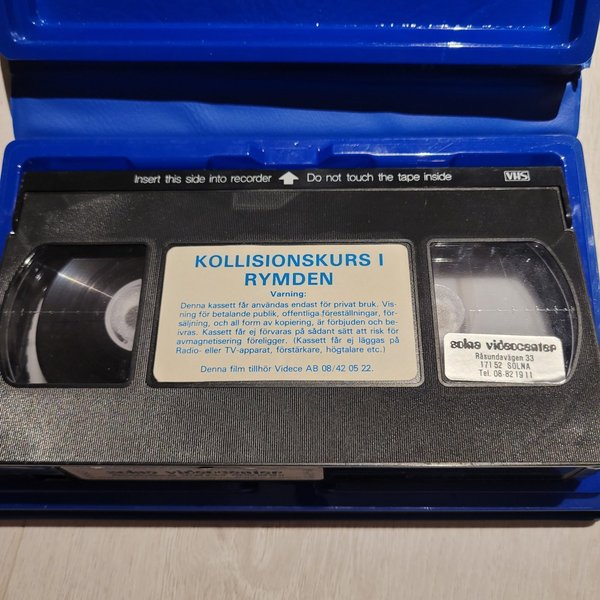 Insert this side into recorder Do not touch the tape inside VHS
KOLLISIONSKURS I
RYMDEN
Varning:
Denna kassett får användas endast för privat bruk. Vis-
ning för betalande publik, offentliga föreställningar, för-
säljning, och all form av kopiering, är förbjuden och be-
ivras. Kassett får ej förvaras på sådant sätt att risk för
avmagnetisering föreligger. (Kassett får ej läggas på
Radio- eller TV-apparat, förstärkare, högtalare etc.)
Denna film tillhör Videce AB 08/42 05 22.
solna videocenter
Råsundavägen 33
171 52 SOLNA
Tel. 08-82 19 11
solna videocenter